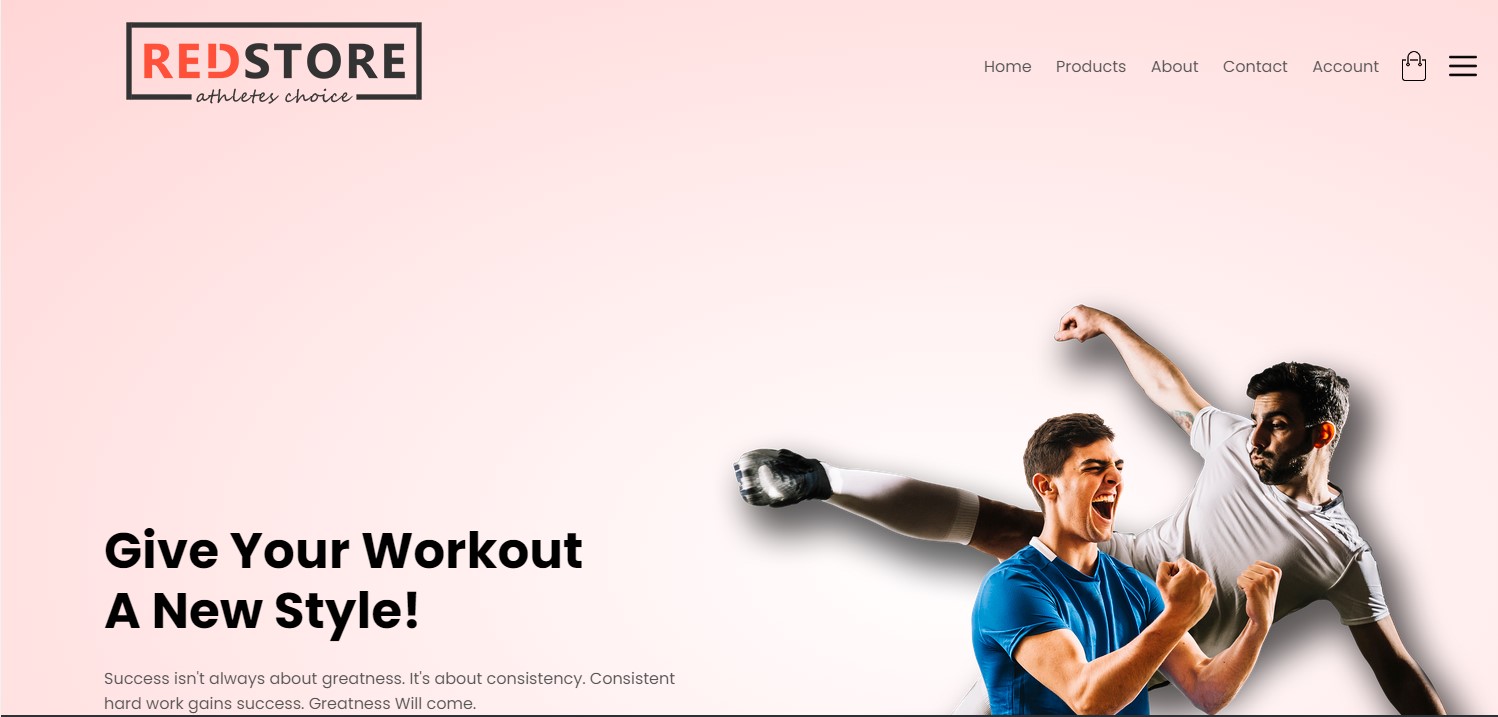 REDSTORE
athletes choice
Home Products About Contact Account
Give Your Workout
A New Style!
Success isn't always about greatness. It's about consistency. Consistent
hard work gains success. Greatness Will come.